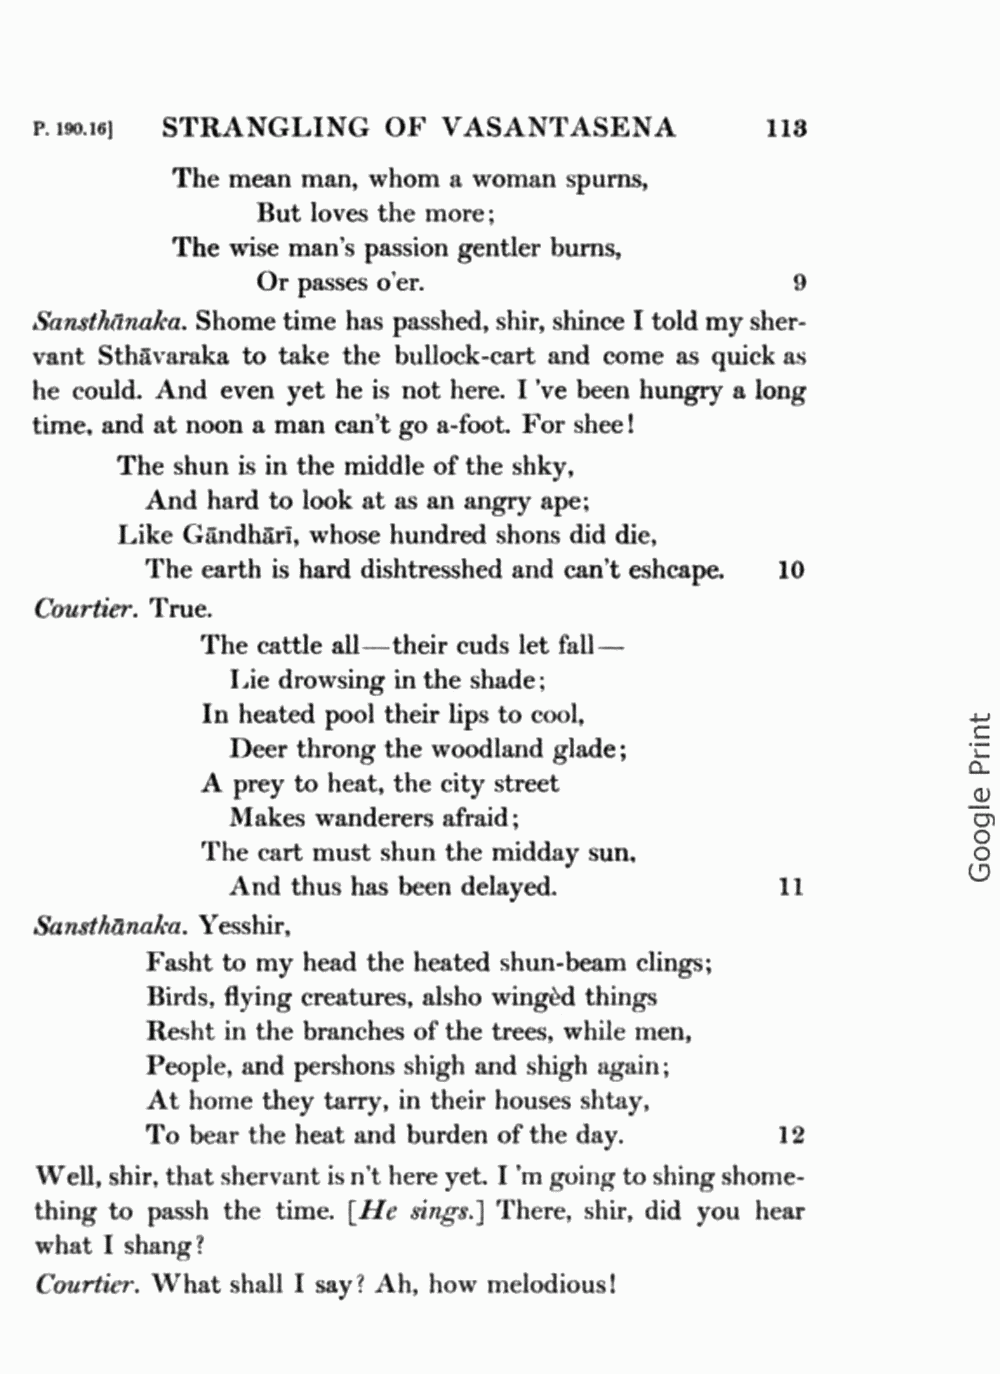 P. 190.16] STRANGLING OF VASANTASENA 113
The mean man, whom a woman spurns,
But loves the more;
The wise man's passion gentler burns,
Or passes o'er. 9
Sansthānaka. Shome time has passhed, shir, shince I told my sher-
vant Sthāvaraka to take the bullock-cart and come as quick as
he could. And even yet he is not here. I 've been hungry a long
time, and at noon a man can't go a-foot. For shee!
The shun is in the middle of the shky,
And hard to look at as an angry ape;
Like Gāndhārī, whose hundred shons did die,
The earth is hard dishtresshed and can't eshcape. 10
Courtier. True.
The cattle all—their cuds let fall—
Lie drowsing in the shade;
In heated pool their lips to cool,
Deer throng the woodland glade;
A prey to heat, the city street
Makes wanderers afraid;
The cart must shun the midday sun,
And thus has been delayed. 11
Sansthānaka. Yesshir,
Fasht to my head the heated shun-beam clings;
Birds, flying creatures, alsho wingèd things
Resht in the branches of the trees, while men,
People, and pershons shigh and shigh again;
At home they tarry, in their houses shtay,
To bear the heat and burden of the day. 12
Well, shir, that shervant is n't here yet. I 'm going to shing shome-
thing to passh the time. [He sings.] There, shir, did you hear
what I shang?
Courtier. What shall I say? Ah, how melodious!
Google Print